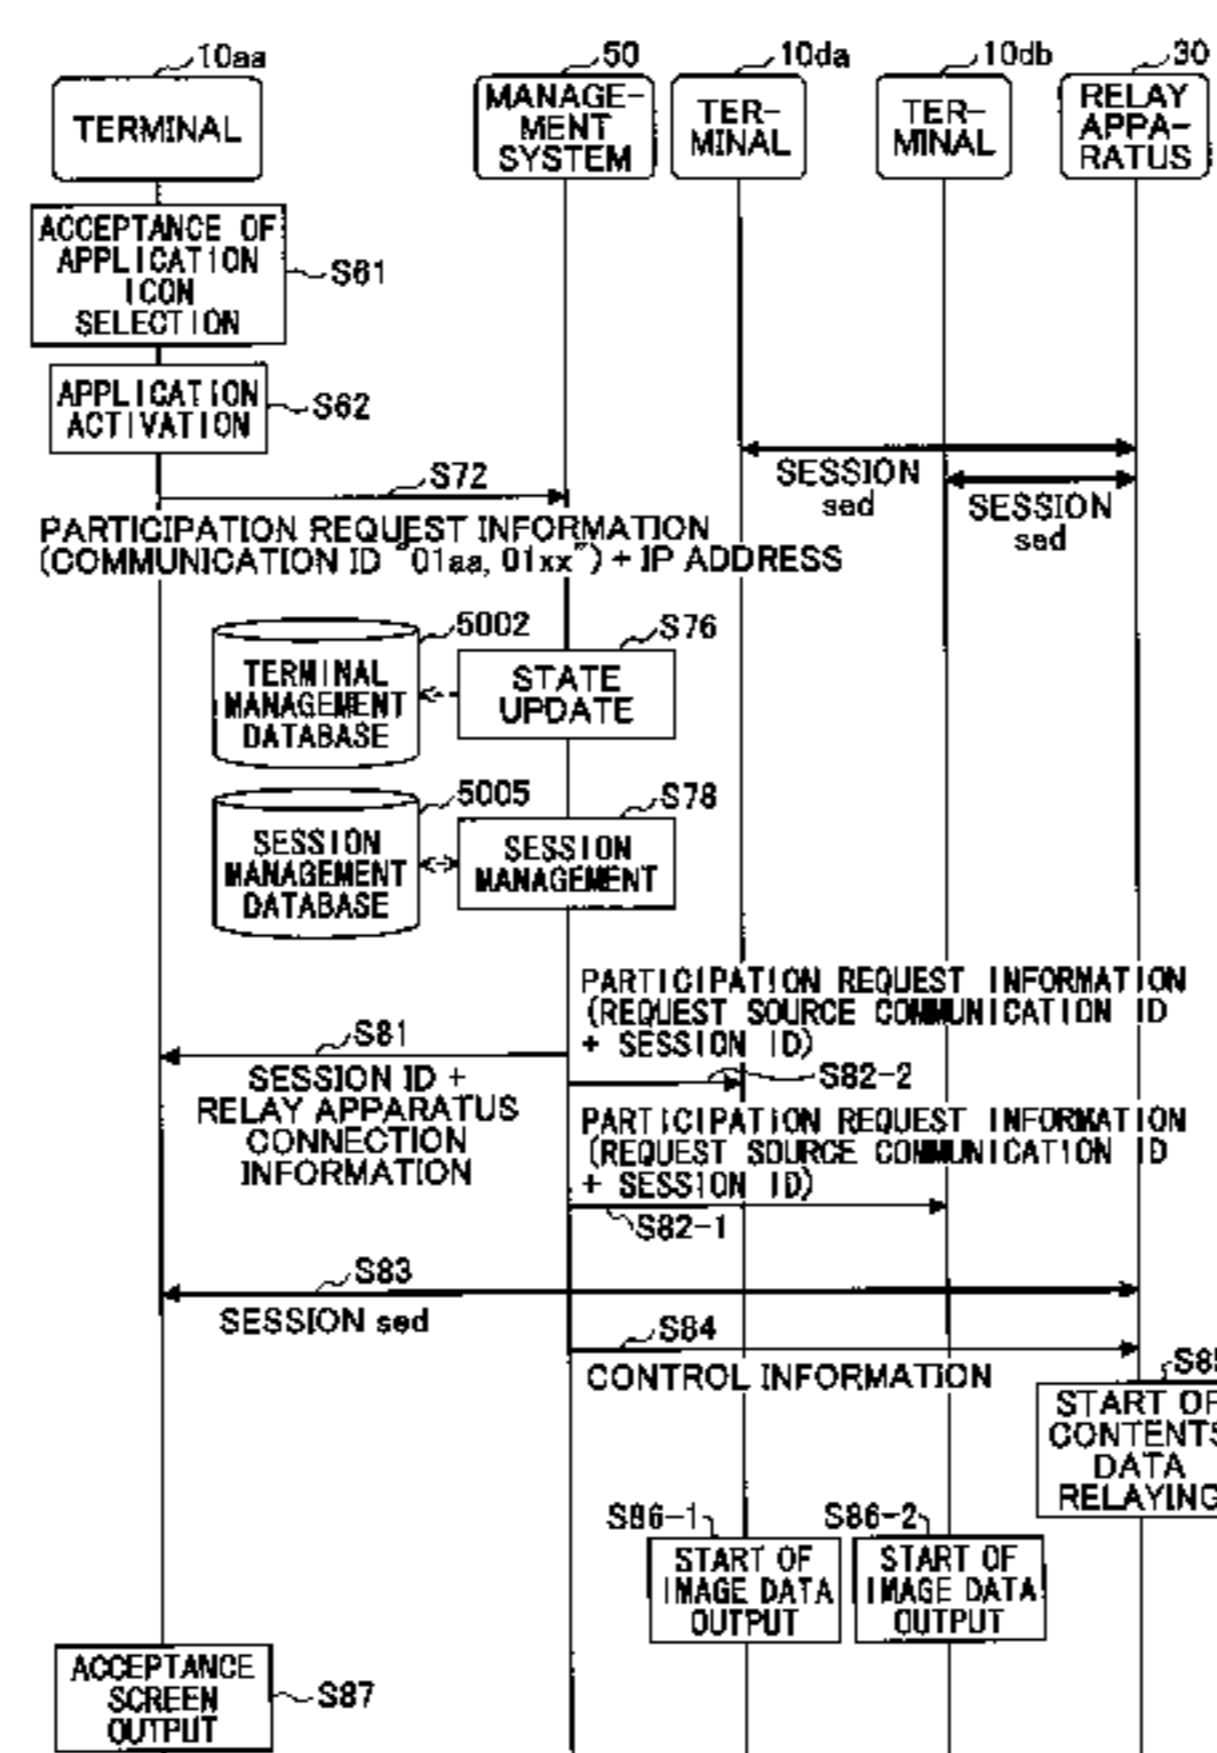 10aa
50
10da
10db
30
TERMINAL
MANAGE-
MENT
SYSTEM
TER-
MINAL
TER-
MINAL
RELAY
APPA-
RATUS
ACCEPTANCE OF
APPLICATION
ICON
SELECTION
S61
APPLICATION
ACTIVATION
S62
SESSION
sed
SESSION
sed
S72
PARTICIPATION REQUEST INFORMATION
(COMMUNICATION ID "01aa, 01xx") + IP ADDRESS
5002
TERMINAL
MANAGEMENT
DATABASE
S76
STATE
UPDATE
5005
SESSION
MANAGEMENT
DATABASE
S78
SESSION
MANAGEMENT
PARTICIPATION REQUEST INFORMATION
(REQUEST SOURCE COMMUNICATION ID
+ SESSION ID)
S81
SESSION ID +
RELAY APPARATUS
CONNECTION
INFORMATION
S82-2
PARTICIPATION REQUEST INFORMATION
(REQUEST SOURCE COMMUNICATION ID
+ SESSION ID)
S82-1
S83
SESSION sed
S84
CONTROL INFORMATION
START OF
CONTENTS
DATA
RELAYING
S86-1
START OF
IMAGE DATA
OUTPUT
S86-2
START OF
IMAGE DATA
OUTPUT
ACCEPTANCE
SCREEN
OUTPUT
S87